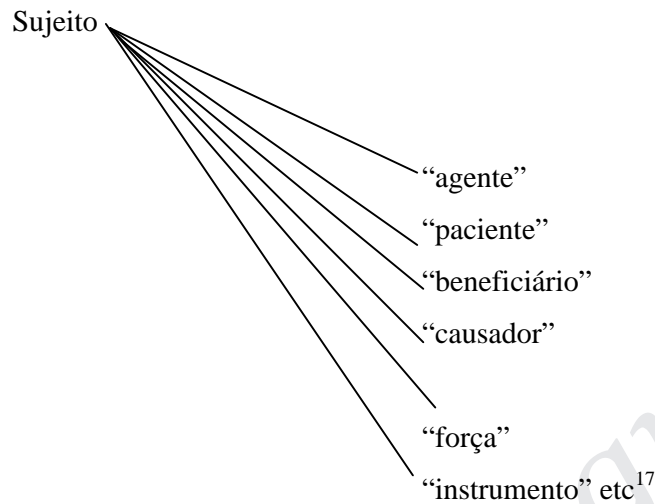 Sujeito
“agente”
“paciente”
“beneficiário”
“causador”
“força”
“instrumento” etc17